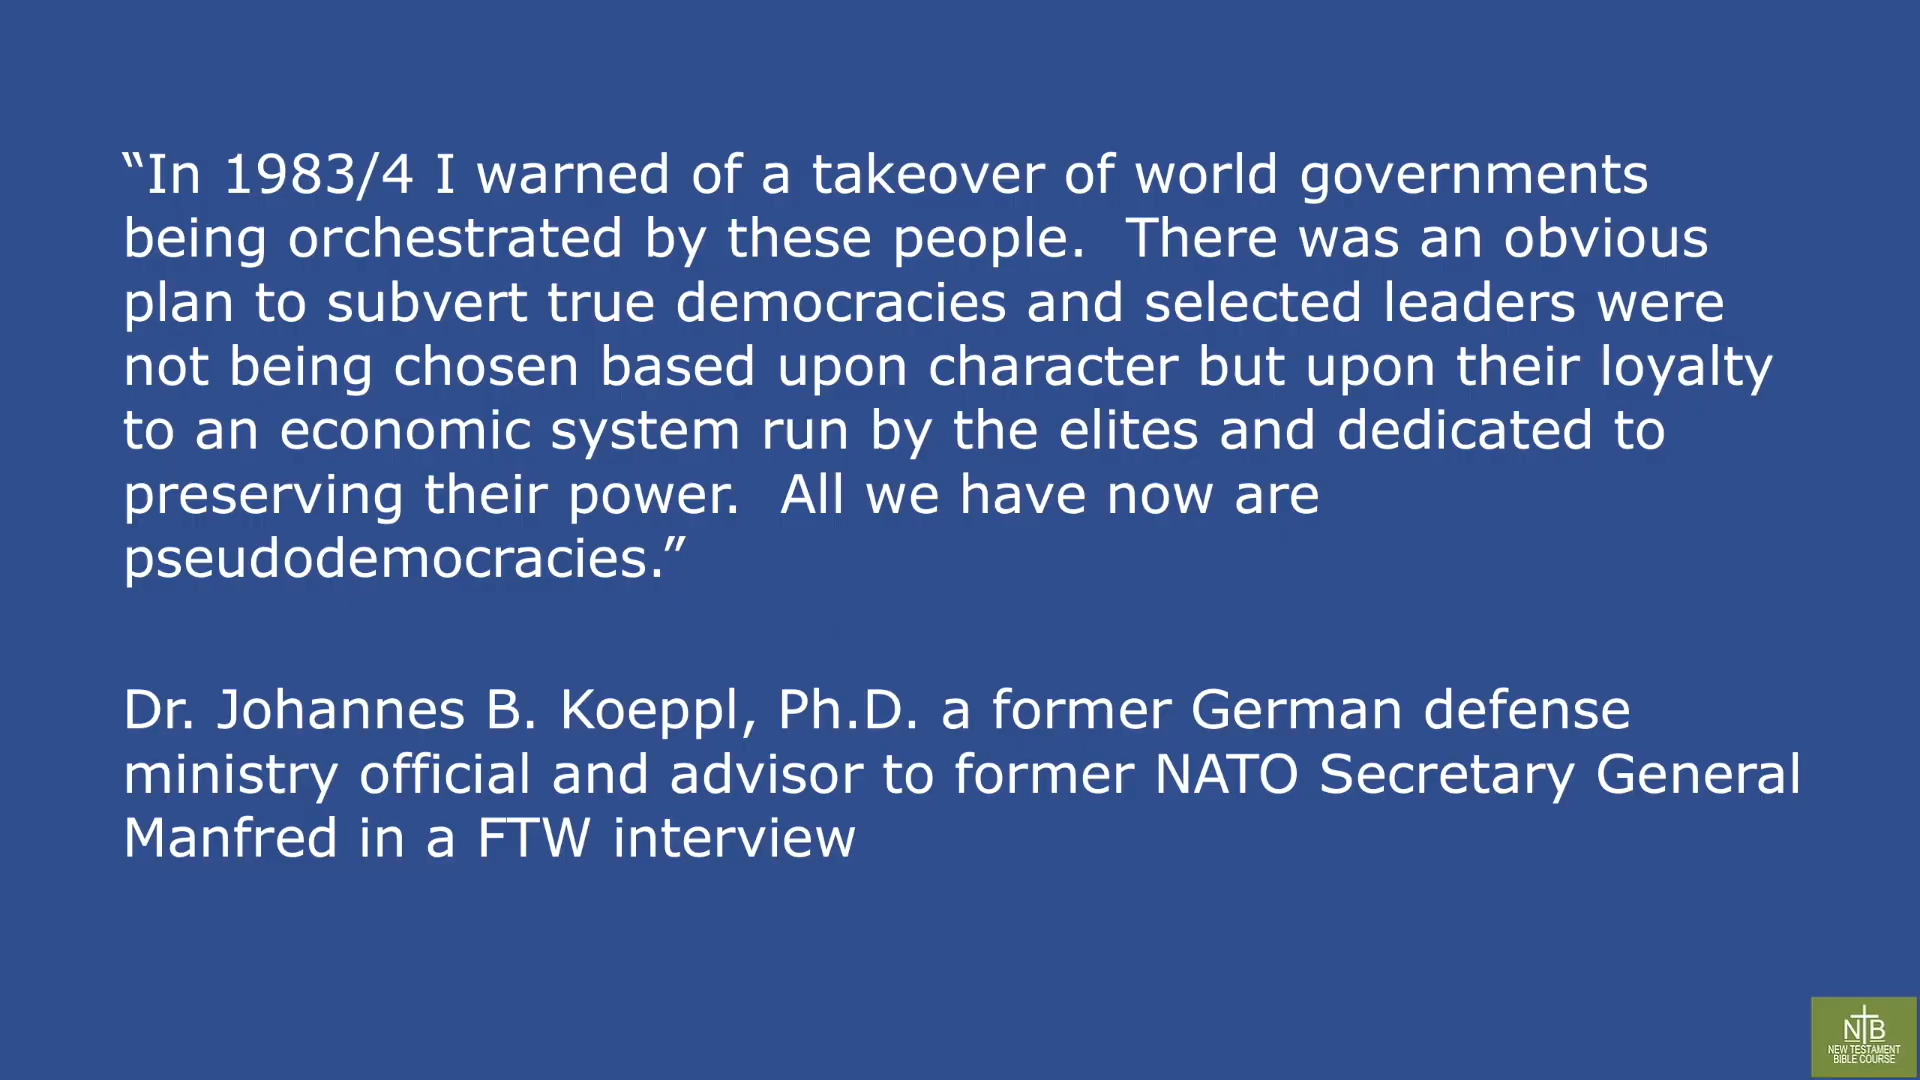 “In 1983/4 I warned of a takeover of world governments
being orchestrated by these people.  There was an obvious
plan to subvert true democracies and selected leaders were
not being chosen based upon character but upon their loyalty
to an economic system run by the elites and dedicated to
preserving their power.  All we have now are
pseudodemocracies.”
Dr. Johannes B. Koeppl, Ph.D. a former German defense
ministry official and advisor to former NATO Secretary General
Manfred in a FTW interview
NTB
NEW TESTAMENT
BIBLE COURSE